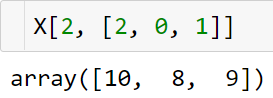 X[2, [2, 0, 1]]
array([10,  8,  9])